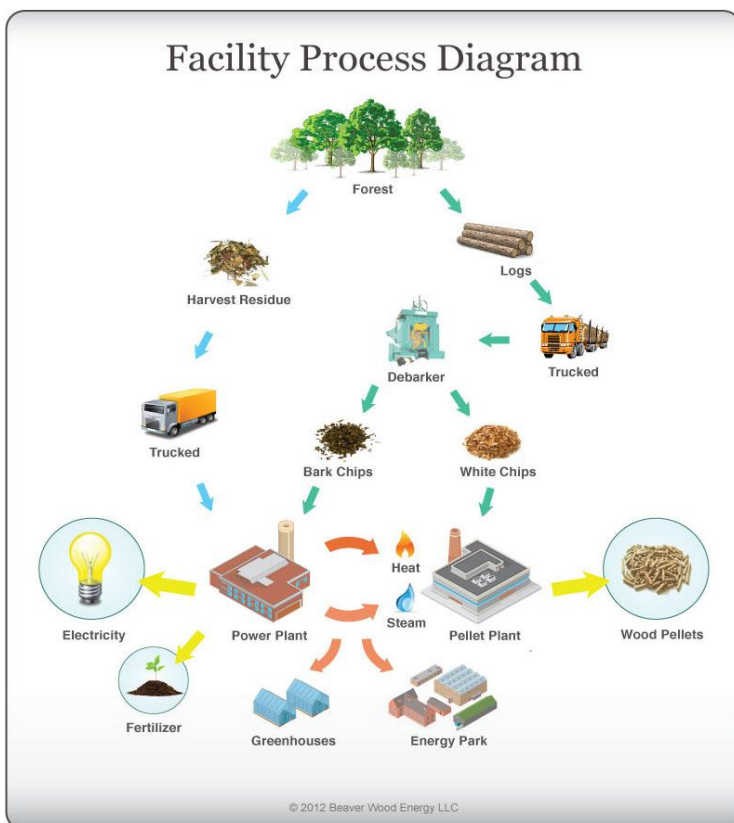 Facility Process Diagram
Forest
Logs
Harvest Residue
Trucked
Debarker
Trucked
Bark Chips
White Chips
Heat
Steam
Electricity
Power Plant
Pellet Plant
Wood Pellets
Fertilizer
Greenhouses
Energy Park
© 2012 Beaver Wood Energy LLC